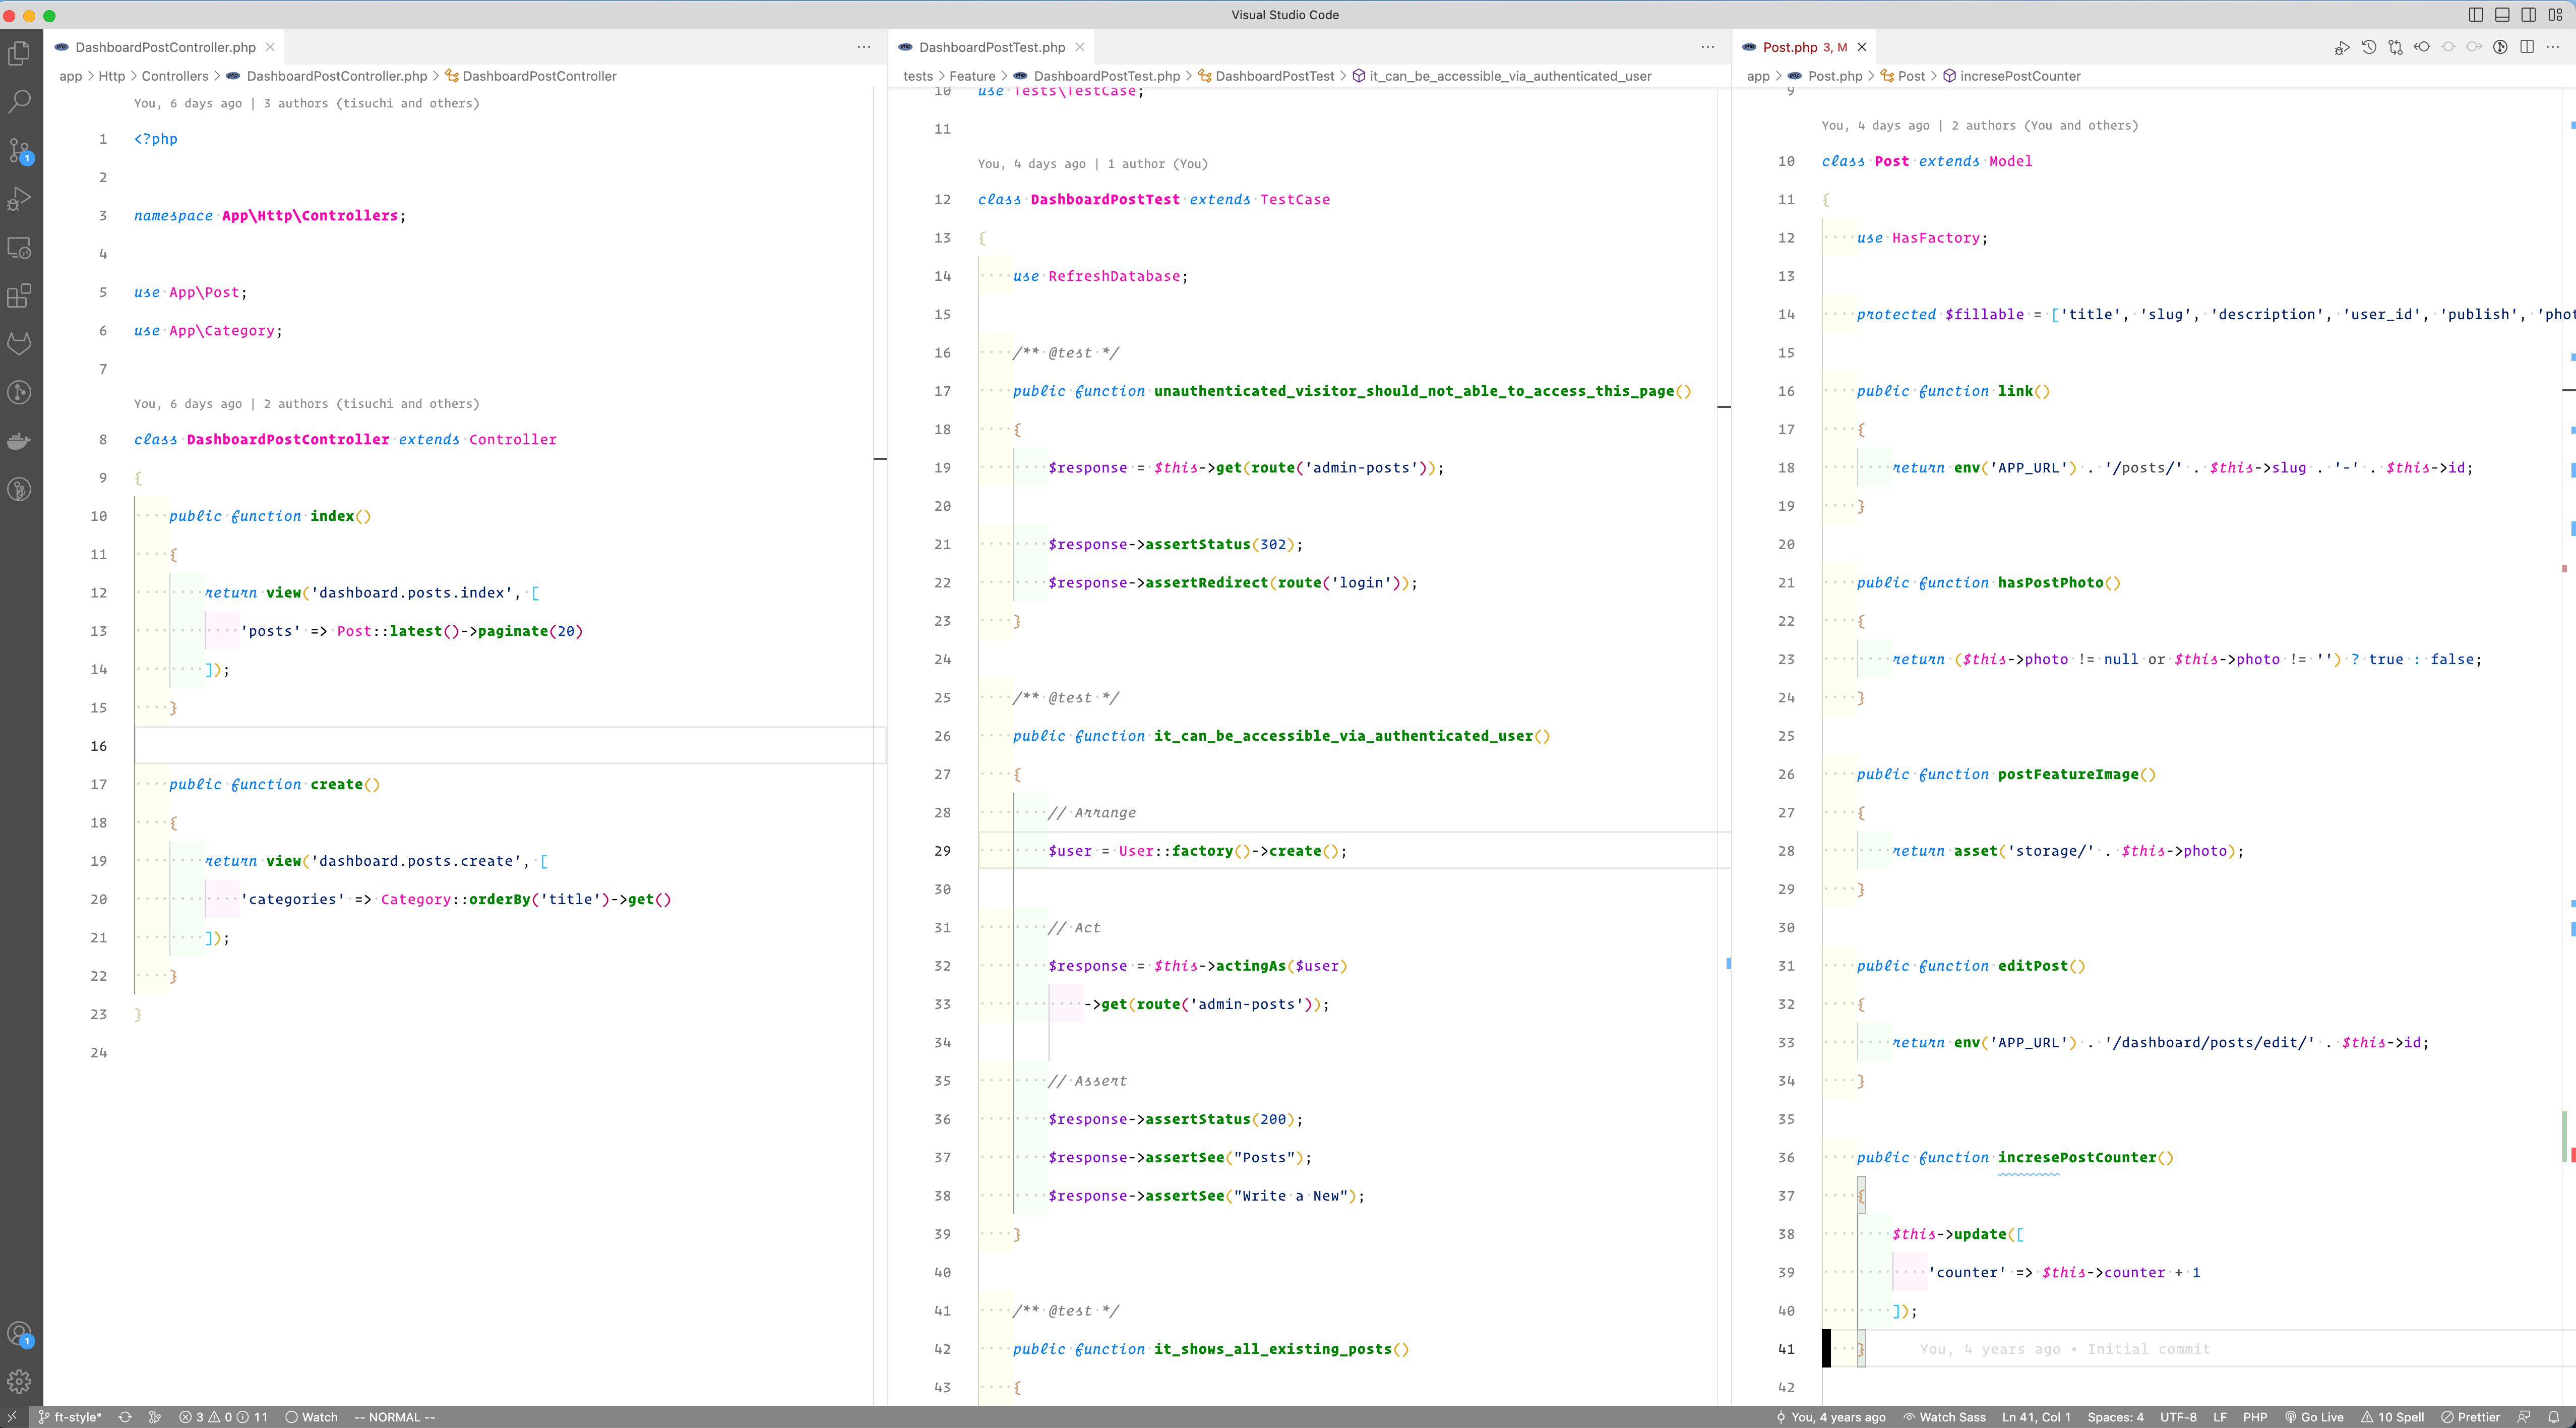 Visual Studio Code
DashboardPostController.php
app > Http > Controllers > DashboardPostController.php > DashboardPostController
You, 6 days ago | 3 authors (tisuchi and others)
1 <?php
2
3 namespace App\Http\Controllers;
4
5 use App\Post;
6 use App\Category;
7
You, 6 days ago | 2 authors (tisuchi and others)
8 class DashboardPostController extends Controller
9 {
10 public function index()
11 {
12 return view('dashboard.posts.index', [
13 'posts' => Post::latest()->paginate(20)
14 ]);
15 }
16
17 public function create()
18 {
19 return view('dashboard.posts.create', [
20 'categories' => Category::orderBy('title')->get()
21 ]);
22 }
23 }
24
DashboardPostTest.php
tests > Feature > DashboardPostTest.php > DashboardPostTest > it_can_be_accessible_via_authenticated_user
10 use Tests\TestCase;
11
You, 4 days ago | 1 author (You)
12 class DashboardPostTest extends TestCase
13 {
14 use RefreshDatabase;
15
16 /** @test */
17 public function unauthenticated_visitor_should_not_able_to_access_this_page()
18 {
19 $response = $this->get(route('admin-posts'));
20
21 $response->assertStatus(302);
22 $response->assertRedirect(route('login'));
23 }
24
25 /** @test */
26 public function it_can_be_accessible_via_authenticated_user()
27 {
28 // Arrange
29 $user = User::factory()->create();
30
31 // Act
32 $response = $this->actingAs($user)
33 ->get(route('admin-posts'));
34
35 // Assert
36 $response->assertStatus(200);
37 $response->assertSee("Posts");
38 $response->assertSee("Write a New");
39 }
40
41 /** @test */
42 public function it_shows_all_existing_posts()
43 {
Post.php 3, M
app > Post.php > Post > incresePostCounter
9
You, 4 days ago | 2 authors (You and others)
10 class Post extends Model
11 {
12 use HasFactory;
13
14 protected $fillable = ['title', 'slug', 'description', 'user_id', 'publish', 'phot
15
16 public function link()
17 {
18 return env('APP_URL') . '/posts/' . $this->slug . '-' . $this->id;
19 }
20
21 public function hasPostPhoto()
22 {
23 return ($this->photo != null or $this->photo != '') ? true : false;
24 }
25
26 public function postFeatureImage()
27 {
28 return asset('storage/' . $this->photo);
29 }
30
31 public function editPost()
32 {
33 return env('APP_URL') . '/dashboard/posts/edit/' . $this->id;
34 }
35
36 public function incresePostCounter()
37 {
38 $this->update([
39 'counter' => $this->counter + 1
40 ]);
41 } You, 4 years ago • Initial commit
42
1
1
ft-style* 3 0 11 Watch -- NORMAL -- You, 4 years ago Watch Sass Ln 41, Col 1 Spaces: 4 UTF-8 LF PHP Go Live 10 Spell Prettier